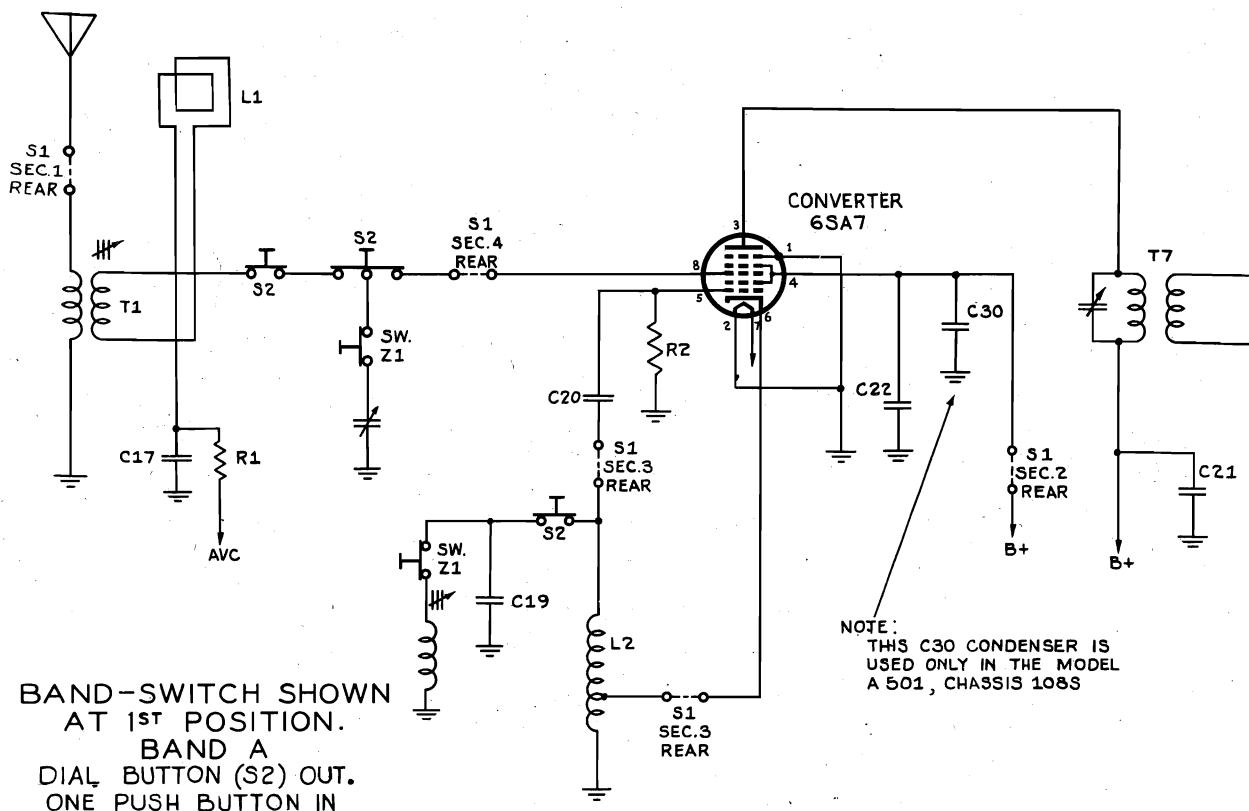 L1
S1
SEC.1
REAR
T1
S2
S2
S1
SEC.4
REAR
SW.
Z1
C17
R1
AVC
CONVERTER
6SA7
3
1
8
4
5
2
7
6
R2
C20
S1
SEC.3
REAR
S2
SW.
Z1
C19
L2
S1
SEC.3
REAR
C22
C30
S1
SEC.2
REAR
B+
T7
C21
B+
NOTE:
THIS C30 CONDENSER IS
USED ONLY IN THE MODEL
A 501, CHASSIS 108S
BAND-SWITCH SHOWN
AT 1ST POSITION.
BAND A
DIAL BUTTON (S2) OUT.
ONE PUSH BUTTON IN